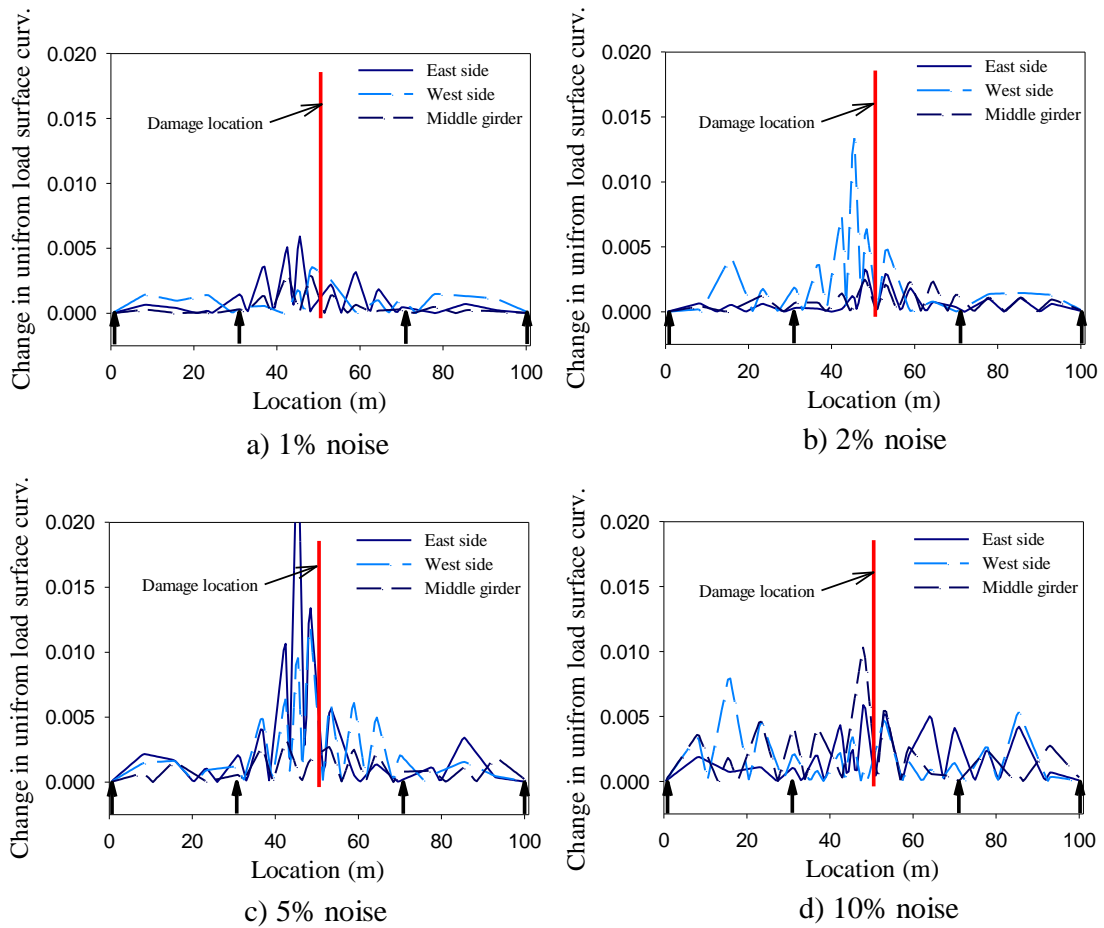 Change in unifrom load surface curv.
0.020
0.015
0.010
0.005
0.000
East side
West side
Middle girder
Damage location
0 20 40 60 80 100
Location (m)
a) 1% noise
Change in unifrom load surface curv.
0.020
0.015
0.010
0.005
0.000
East side
West side
Middle girder
Damage location
0 20 40 60 80 100
Location (m)
b) 2% noise
Change in unifrom load surface curv.
0.020
0.015
0.010
0.005
0.000
East side
West side
Middle girder
Damage location
0 20 40 60 80 100
Location (m)
c) 5% noise
Change in unifrom load surface curv.
0.020
0.015
0.010
0.005
0.000
East side
West side
Middle girder
Damage location
0 20 40 60 80 100
Location (m)
d) 10% noise